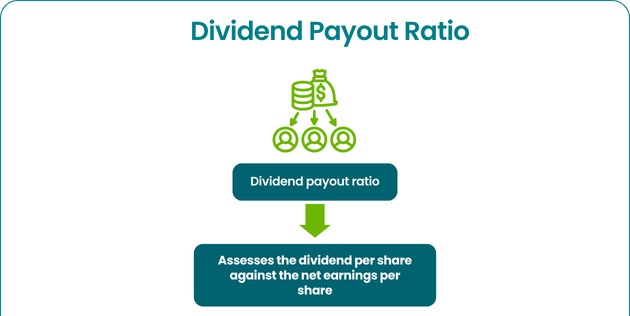 Dividend Payout Ratio
$
Dividend payout ratio
Assesses the dividend per share
against the net earnings per
share